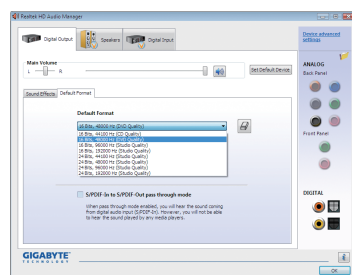 Realtek HD Audio Manager
Digital Output
Speakers
Digital Input
Device advanced settings
Main Volume
L
R
Set Default Device
ANALOG
Back Panel
Sound Effects
Default Format
Default Format
16 Bits, 48000 Hz (DVD Quality)
16 Bits, 44100 Hz (CD Quality)
16 Bits, 48000 Hz (DVD Quality)
16 Bits, 96000 Hz (Studio Quality)
16 Bits, 192000 Hz (Studio Quality)
24 Bits, 44100 Hz (Studio Quality)
24 Bits, 48000 Hz (Studio Quality)
24 Bits, 96000 Hz (Studio Quality)
24 Bits, 192000 Hz (Studio Quality)
Front Panel
S/PDIF-In to S/PDIF-Out pass through mode
When pass through mode enabled, you will hear the sound coming
from digital audio input (S/PDIF-In). However, you will not be able
to hear the sound played by any media players.
DIGITAL
GIGABYTE
TECHNOLOGY
i
OK